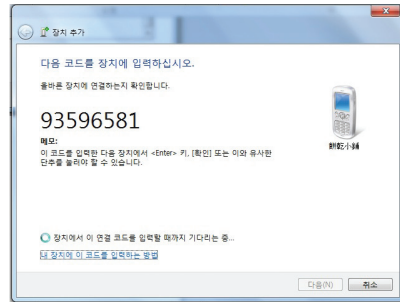 장치 추가
다음 코드를 장치에 입력하십시오.
올바른 장치에 연결하는지 확인합니다.
93596581
메모:
이 코드를 입력한 다음 장치에서 <Enter> 키, [확인] 또는 이와 유사한
단추를 눌러야 할 수 있습니다.
餠乾小鋪
장치에서 이 연결 코드를 입력할 때까지 기다리는 중...
내 장치에 이 코드를 입력하는 방법
다음(N)
취소